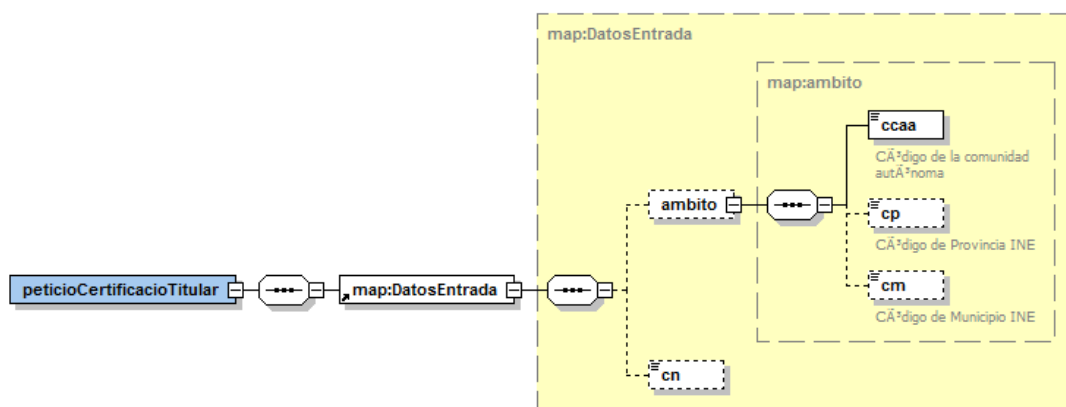 map:DatosEntrada
map:ambito
ccaa
CÃ³digo de la comunidad
autÃ³noma
ambito
cp
CÃ³digo de Provincia INE
cm
CÃ³digo de Municipio INE
peticioCertificacioTitular
map:DatosEntrada
cn